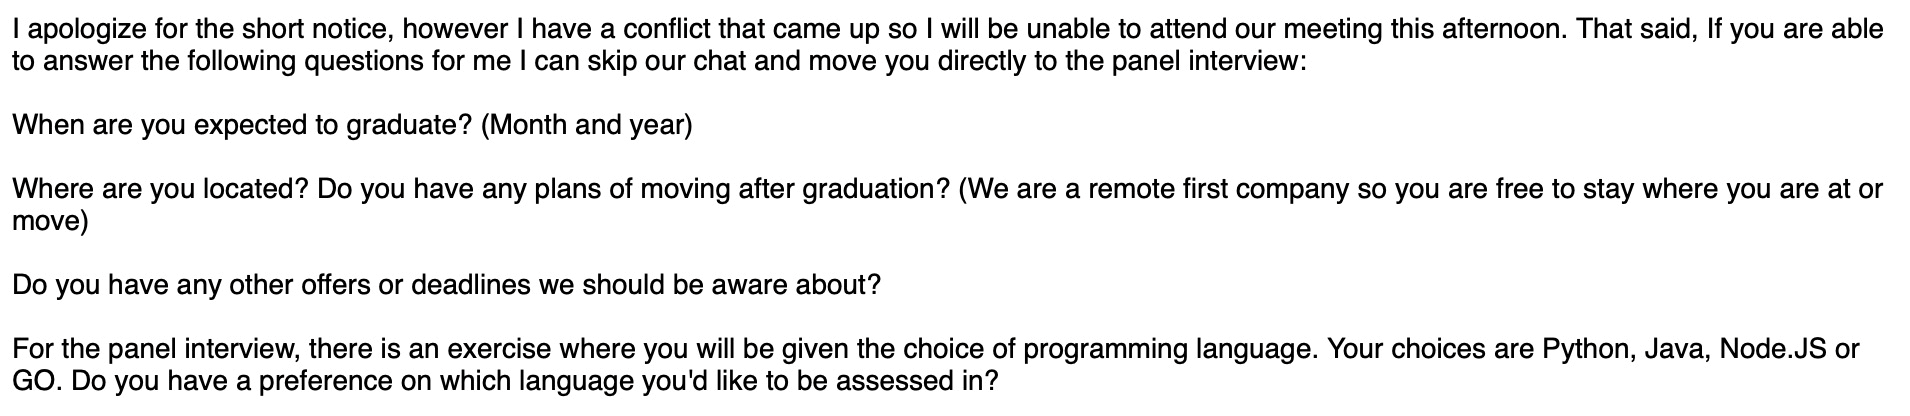 I apologize for the short notice, however I have a conflict that came up so I will be unable to attend our meeting this afternoon. That said, If you are able
to answer the following questions for me I can skip our chat and move you directly to the panel interview:
When are you expected to graduate? (Month and year)
Where are you located? Do you have any plans of moving after graduation? (We are a remote first company so you are free to stay where you are at or
move)
Do you have any other offers or deadlines we should be aware about?
For the panel interview, there is an exercise where you will be given the choice of programming language. Your choices are Python, Java, Node.JS or
GO. Do you have a preference on which language you'd like to be assessed in?